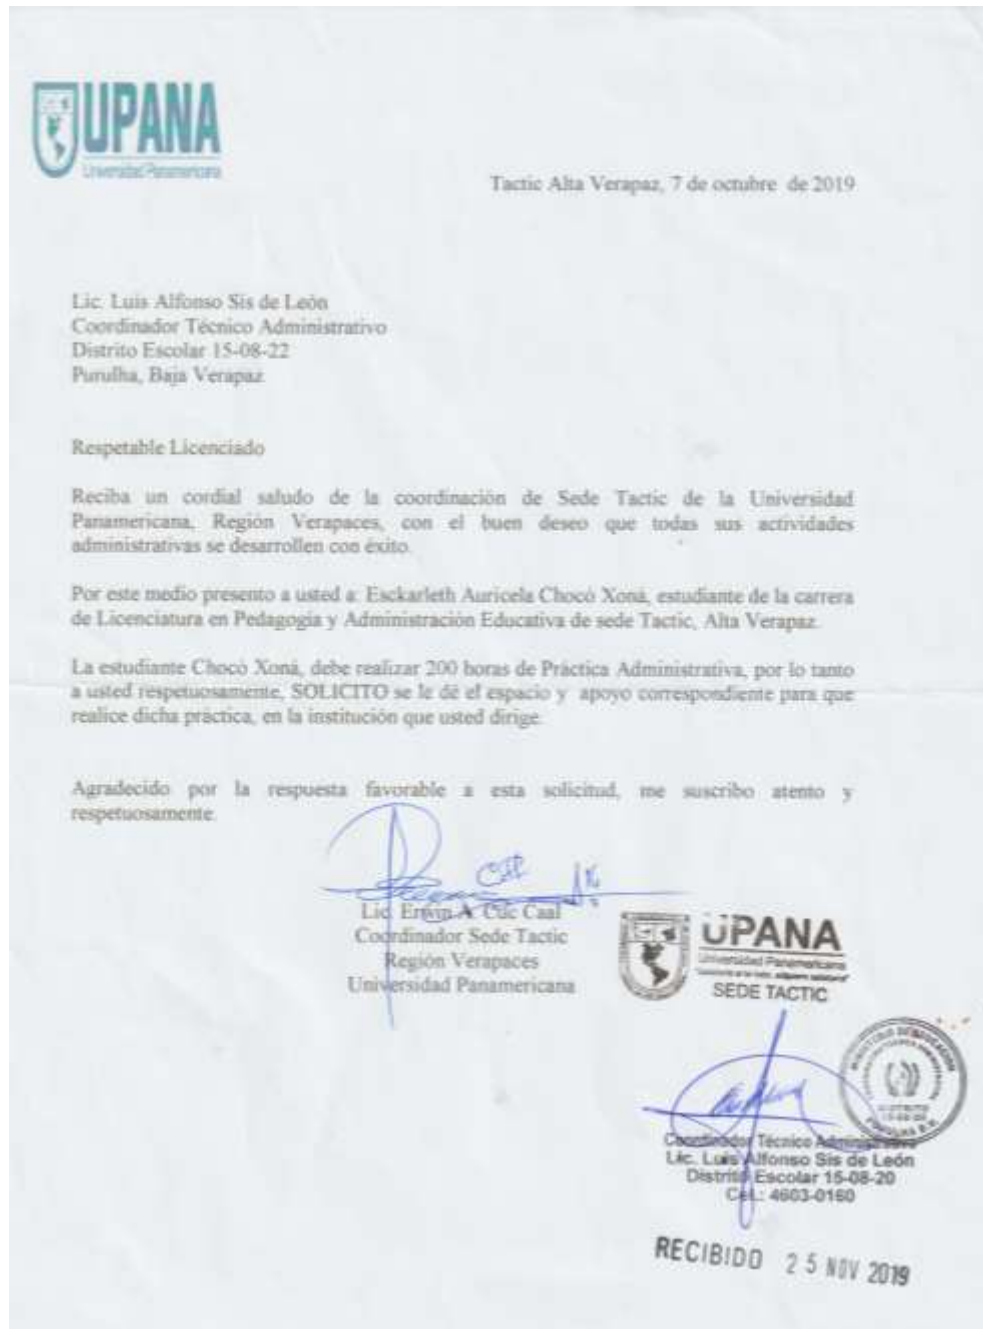 UPANA
Universidad Panamericana
Tactic Alta Verapaz, 7 de octubre de 2019
Lic. Luis Alfonso Sis de León
Coordinador Técnico Administrativo
Distrito Escolar 15-08-22
Purulha, Baja Verapaz.
Respetable Licenciado
Reciba un cordial saludo de la coordinación de Sede Tactic de la Universidad
Panamericana, Región Verapaces, con el buen deseo que todas sus actividades
administrativas se desarrollen con éxito.
Por este medio presento a usted a: Esckarleth Auricela Chocó Xoná, estudiante de la carrera
de Licenciatura en Pedagogía y Administración Educativa de sede Tactic, Alta Verapaz.
La estudiante Chocó Xoná, debe realizar 200 horas de Práctica Administrativa, por lo tanto
a usted respetuosamente, SOLICITO se le dé el espacio y apoyo correspondiente para que
realice dicha práctica, en la institución que usted dirige.
Agradecido por la respuesta favorable a esta solicitud, me suscribo atento y
respetuosamente.
Lic. Erwin A. Cuc Caal
Coordinador Sede Tactic
Región Verapaces
Universidad Panamericana
UPANA
Universidad Panamericana
SEDE TACTIC
MINISTERIO DE EDUCACION
DISTRITO
PURULHA B.V.
Coordinador Técnico Administrativo
Lic. Luis Alfonso Sis de León
Distrito Escolar 15-08-20
Cel.: 4603-0160
RECIBIDO 25 NOV 2019